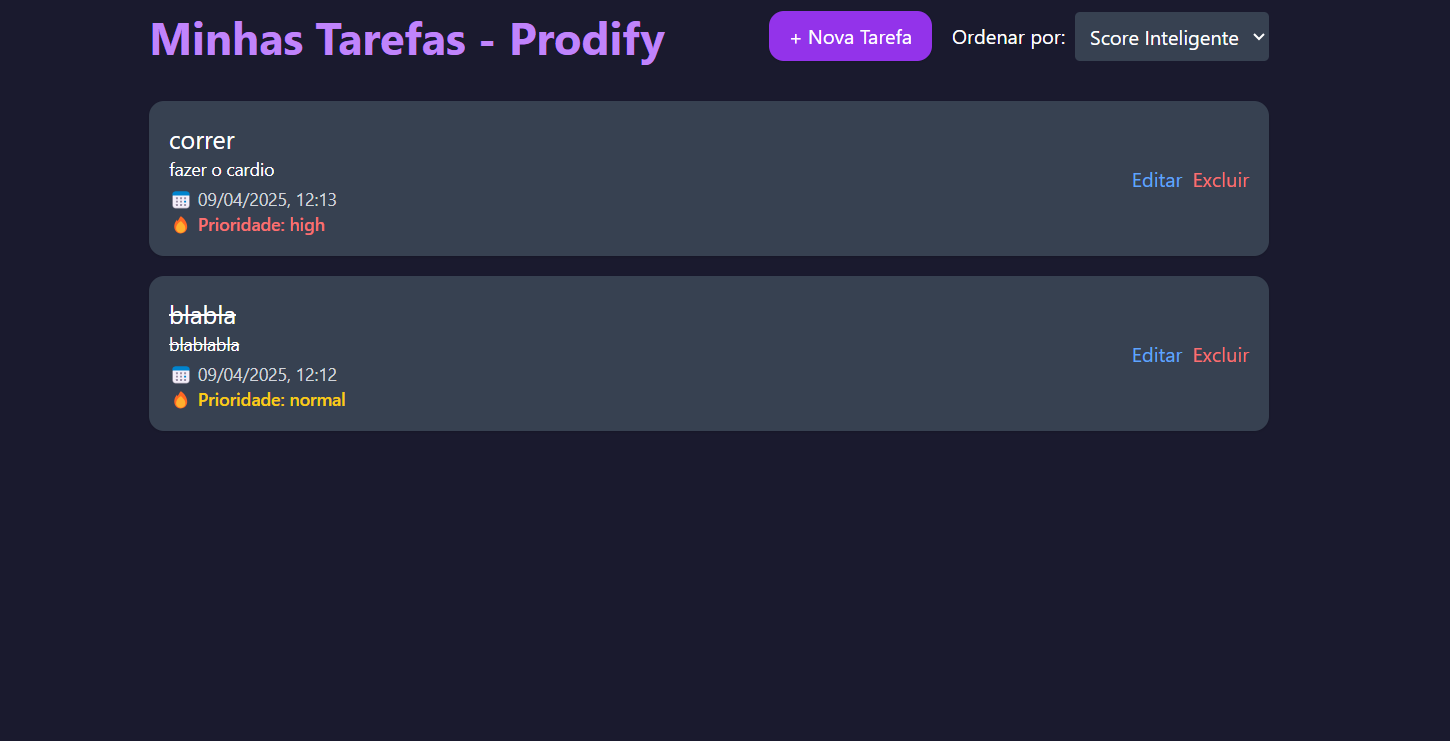 Minhas Tarefas - Prodify
+ Nova Tarefa
Ordenar por:
Score Inteligente
correr
fazer o cardio
09/04/2025, 12:13
Prioridade: high
Editar Excluir
blabla
blablabla
09/04/2025, 12:12
Prioridade: normal
Editar Excluir